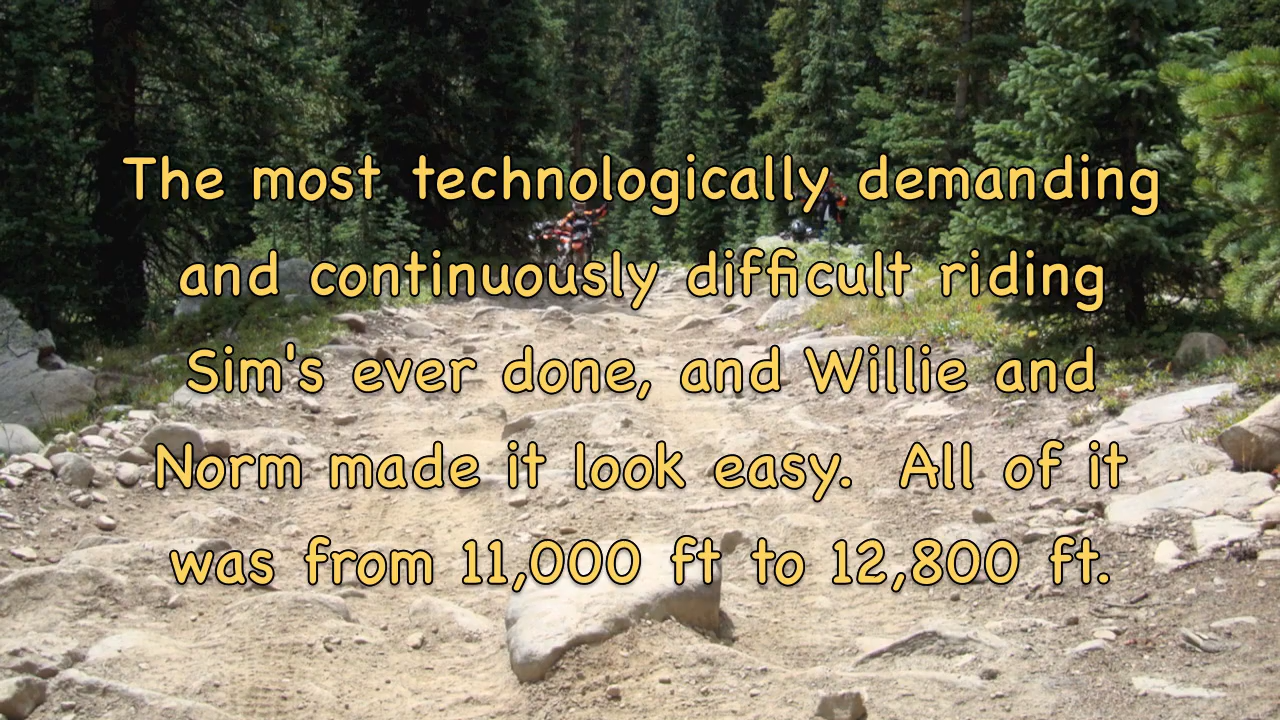 The most technologically demanding
and continuously difficult riding
Sim's ever done, and Willie and
Norm made it look easy.  All of it
was from 11,000 ft to 12,800 ft.